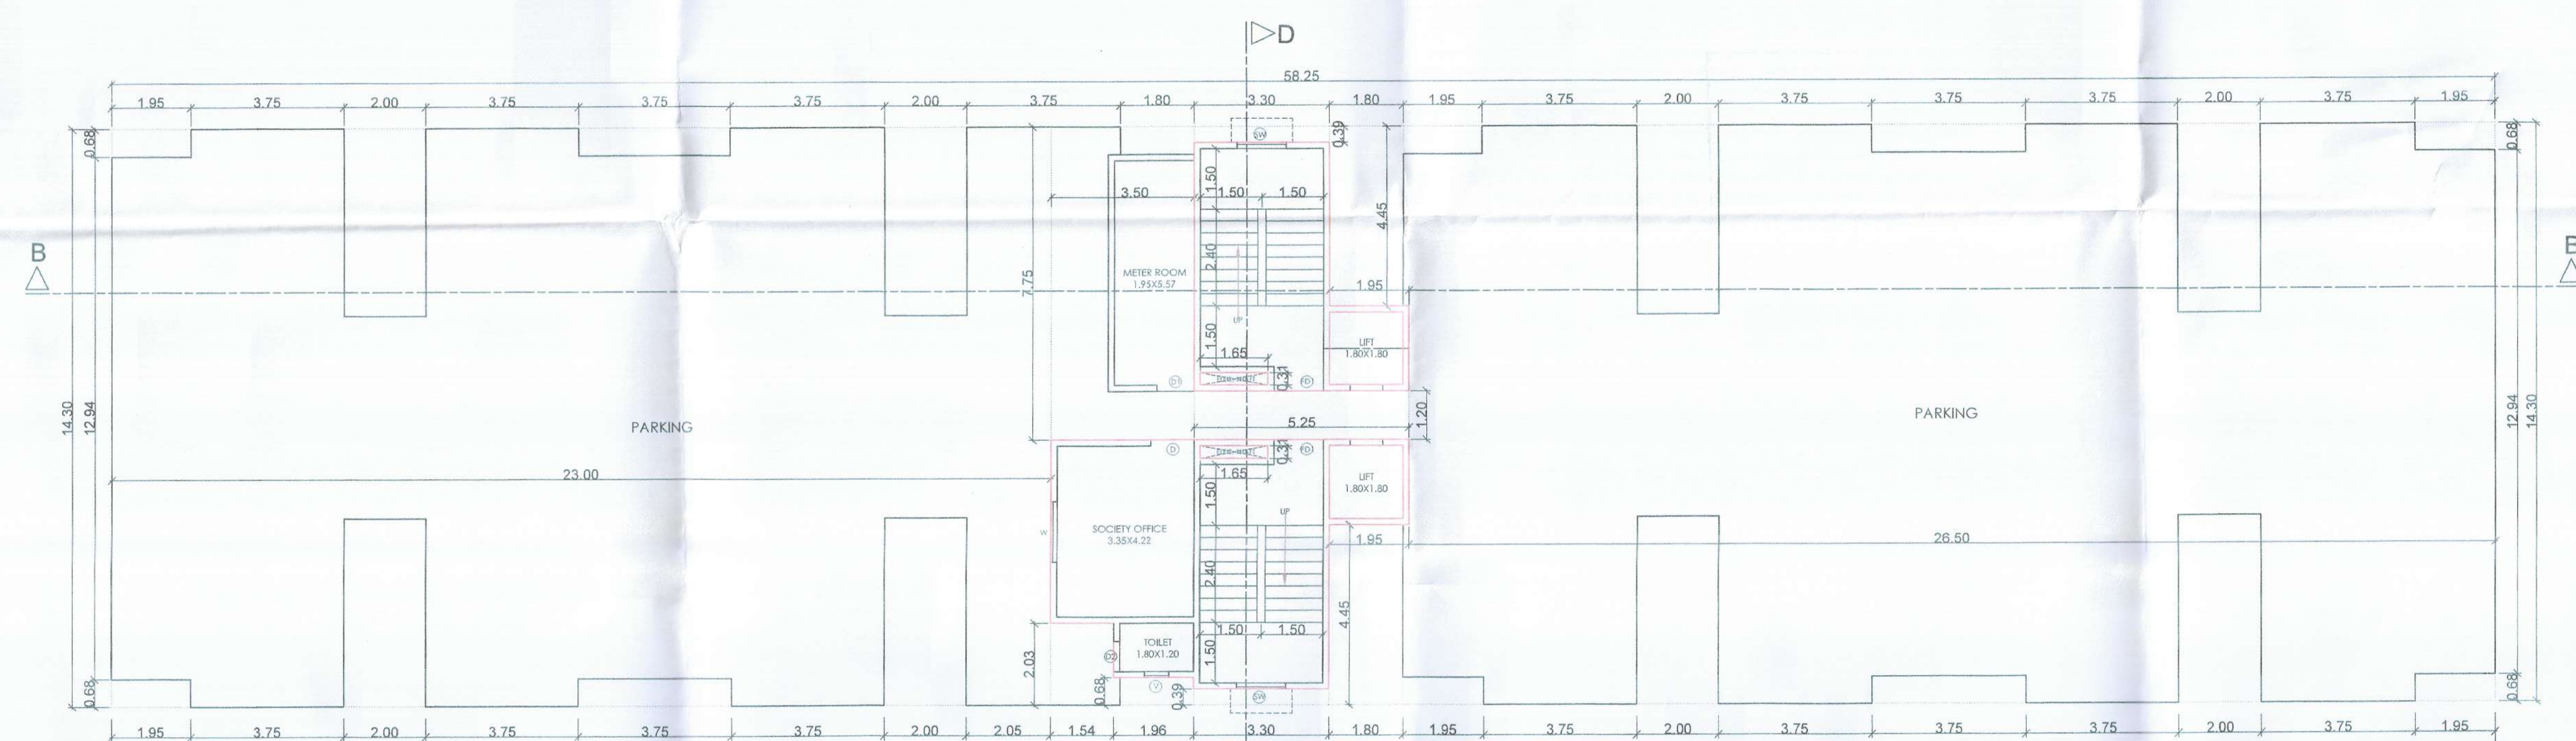 D
58.25
1.95 3.75 2.00 3.75 3.75 3.75 2.00 3.75 1.80 3.30 1.80 1.95 3.75 2.00 3.75 3.75 3.75 2.00 3.75 1.95
0.68 SW 0.39 0.68
1.50
3.50 1.50 1.50
4.45
B B
2.40
METER ROOM
1.95X5.57
7.75 1.95
UP
1.50
LIFT
1.80X1.80
1.65
D1 0.31 FD
14.30 12.94 1.20 12.94 14.30
PARKING PARKING
5.25
D 0.31 FD
23.00 1.65
LIFT
1.80X1.80
1.50
UP
SOCIETY OFFICE
3.35X4.22
W 1.95 26.50
2.40
4.45
1.50 1.50
TOILET
1.80X1.20
D2 1.50
2.03
0.68 0.68 V 0.39 SW 0.68
1.95 3.75 2.00 3.75 3.75 3.75 2.00 2.05 1.54 1.96 3.30 1.80 1.95 3.75 2.00 3.75 3.75 3.75 2.00 3.75 1.95